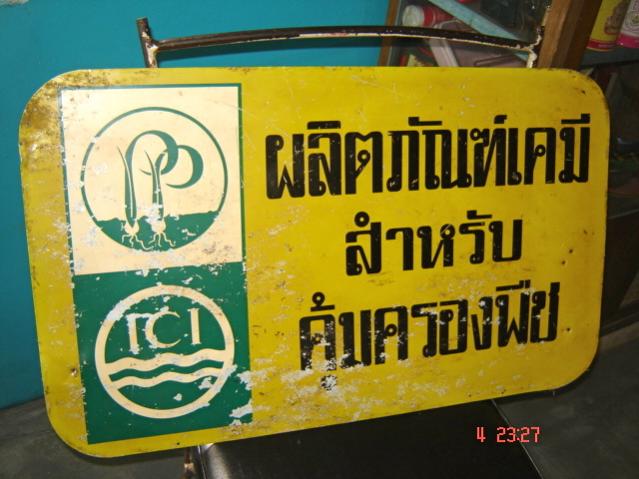 PP
ICI
ผลิตภัณฑ์เคมี
สำหรับ
คุ้มครองพืช
4 23:27